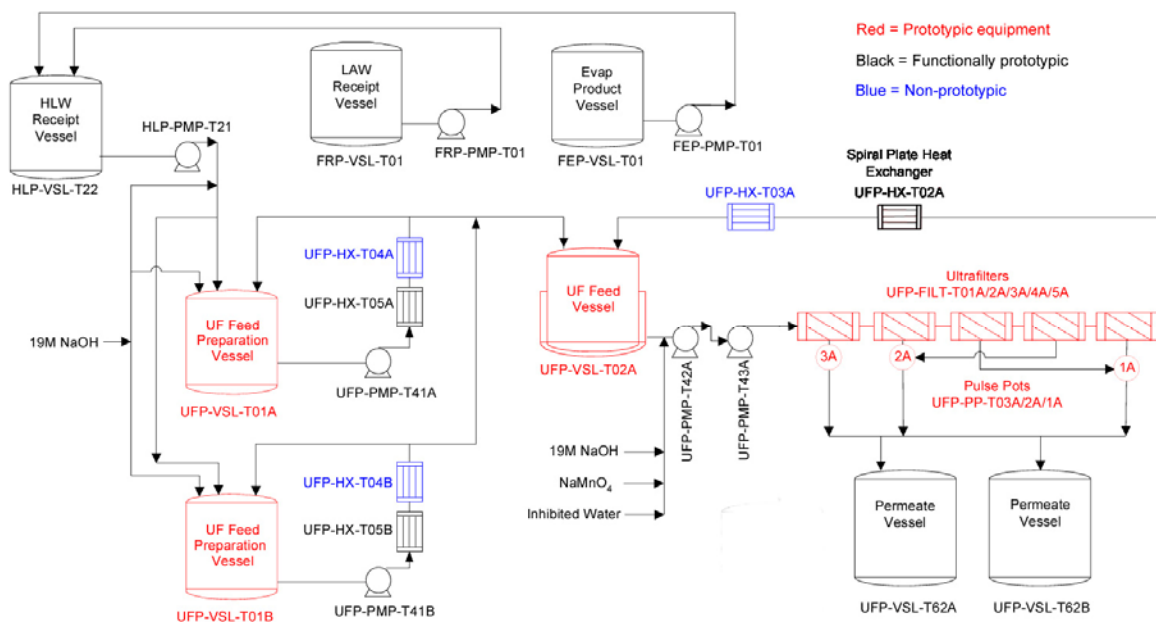 Red = Prototypic equipment
Black = Functionally prototypic
Blue = Non-prototypic
HLW
Receipt
Vessel
HLP-VSL-T22
HLP-PMP-T21
LAW
Receipt
Vessel
FRP-VSL-T01
FRP-PMP-T01
Evap
Product
Vessel
FEP-VSL-T01
FEP-PMP-T01
Spiral Plate Heat
Exchanger
UFP-HX-T02A
UFP-HX-T03A
UFP-HX-T04A
UFP-HX-T05A
UF Feed
Preparation
Vessel
UFP-VSL-T01A
UFP-PMP-T41A
19M NaOH
UF Feed
Vessel
UFP-VSL-T02A
UFP-PMP-T42A
UFP-PMP-T43A
Ultrafilters
UFP-FILT-T01A/2A/3A/4A/5A
3A
2A
1A
Pulse Pots
UFP-PP-T03A/2A/1A
19M NaOH
NaMnO4
Inhibited Water
UFP-HX-T04B
UFP-HX-T05B
UF Feed
Preparation
Vessel
UFP-VSL-T01B
UFP-PMP-T41B
Permeate
Vessel
UFP-VSL-T62A
Permeate
Vessel
UFP-VSL-T62B